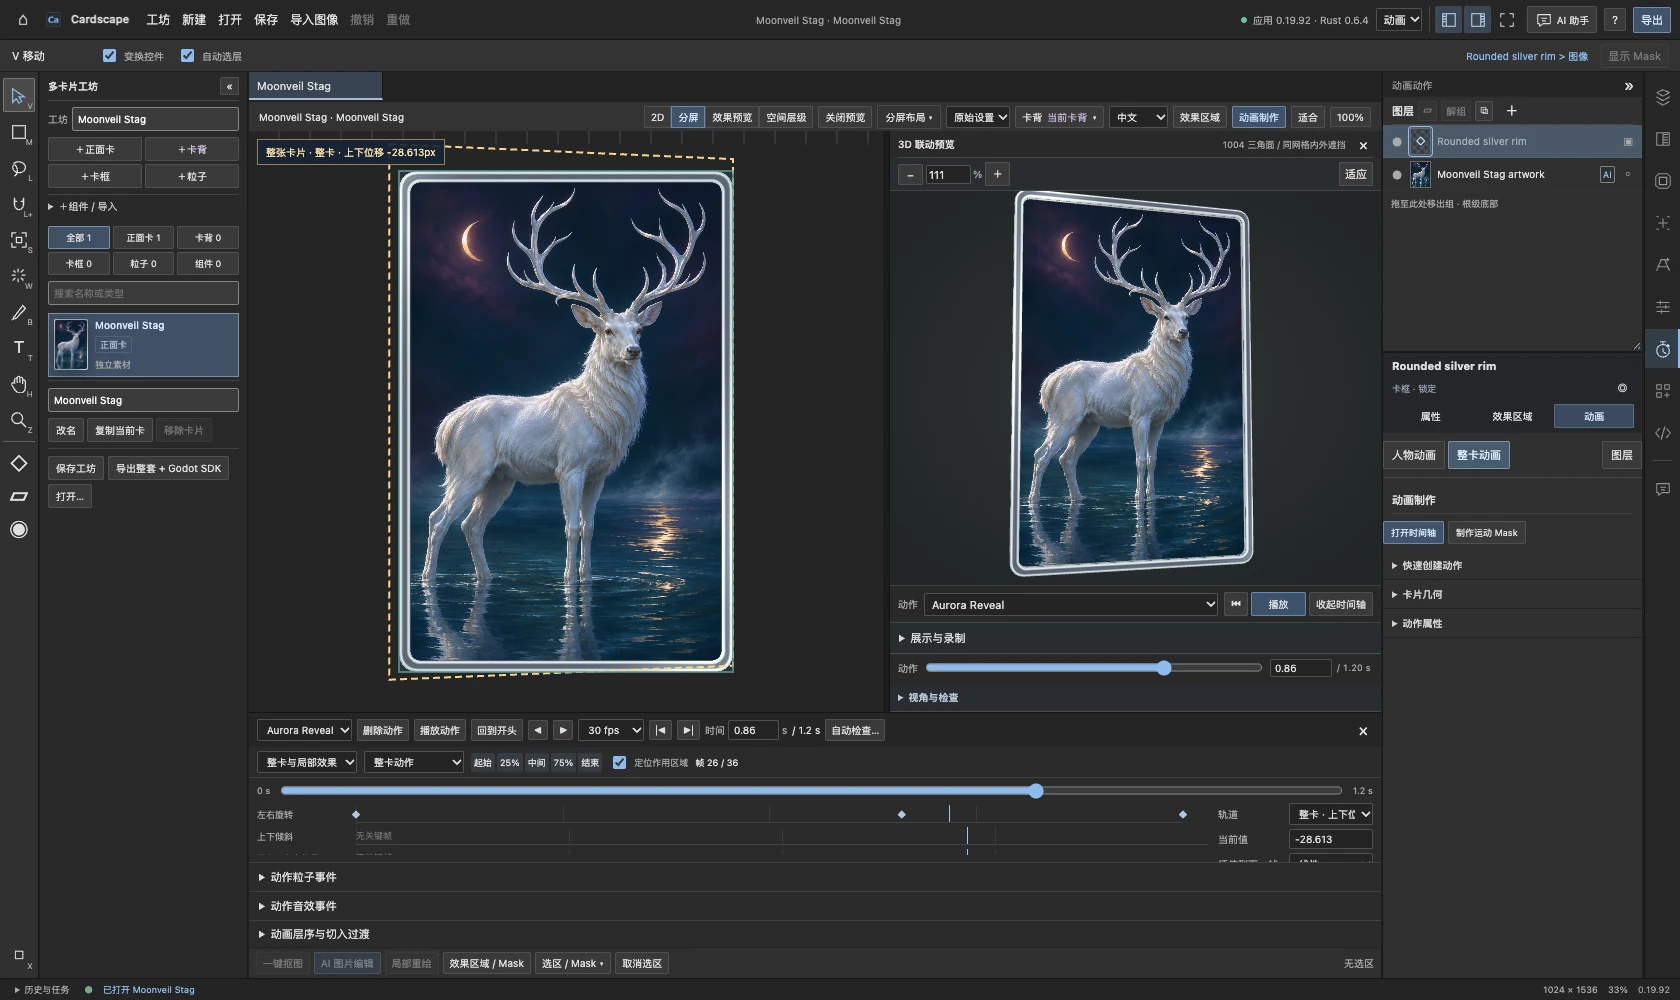 Ca Cardscape 工坊 新建 打开 保存 导入图像 撤销 重做
Moonveil Stag · Moonveil Stag
应用 0.19.92 · Rust 0.6.4 动画 AI 助手 ? 导出
V 移动 变换控件 自动选层
Rounded silver rim > 图像 显示 Mask
V
M
L
L+
S
W
B
T
T
H
Z
X
多卡片工坊 «
工坊 Moonveil Stag
＋正面卡 ＋卡背
＋卡框 ＋粒子
＋组件 / 导入
全部 1 正面卡 1 卡背 0
卡框 0 粒子 0 组件 0
搜索名称或类型
Moonveil Stag
正面卡
独立素材
Moonveil Stag
改名 复制当前卡 移除卡片
保存工坊 导出整套 + Godot SDK
打开...
Moonveil Stag
Moonveil Stag · Moonveil Stag
2D 分屏 效果预览 空间层级 关闭预览 分屏布局 原始设置 卡背 当前卡背 中文 效果区域 动画制作 适合 100%
整张卡片 · 整卡 · 上下位移 -28.613px
3D 联动预览 1004 三角面 / 同网格内外遮挡 ×
− 111 % + 适应
动作 Aurora Reveal 播放 收起时间轴
展示与录制
动作 0.86 / 1.20 s
视角与检查
Aurora Reveal 删除动作 播放动作 回到开头 30 fps 时间 0.86 s / 1.2 s 自动检查... ×
整卡与局部效果 整卡动作 起始 25% 中间 75% 结束 定位作用区域 帧 26 / 36
0 s 1.2 s
左右旋转
上下倾斜 无关键帧
轨道 整卡 · 上下位
当前值 -28.613
动作粒子事件
动作音效事件
动画层序与切入过渡
一键抠图 AI 图片编辑 局部重绘 效果区域 / Mask 选区 / Mask 取消选区 无选区
动画动作 »
图层 解组 +
Rounded silver rim
Moonveil Stag artwork AI
拖至此处移出组 · 根级底部
Rounded silver rim
卡框 · 锁定
属性 效果区域 动画
人物动画 整卡动画 图层
动画制作
打开时间轴 制作运动 Mask
快速创建动作
卡片几何
动作属性
历史与任务 已打开 Moonveil Stag
1024 × 1536 33% 0.19.92